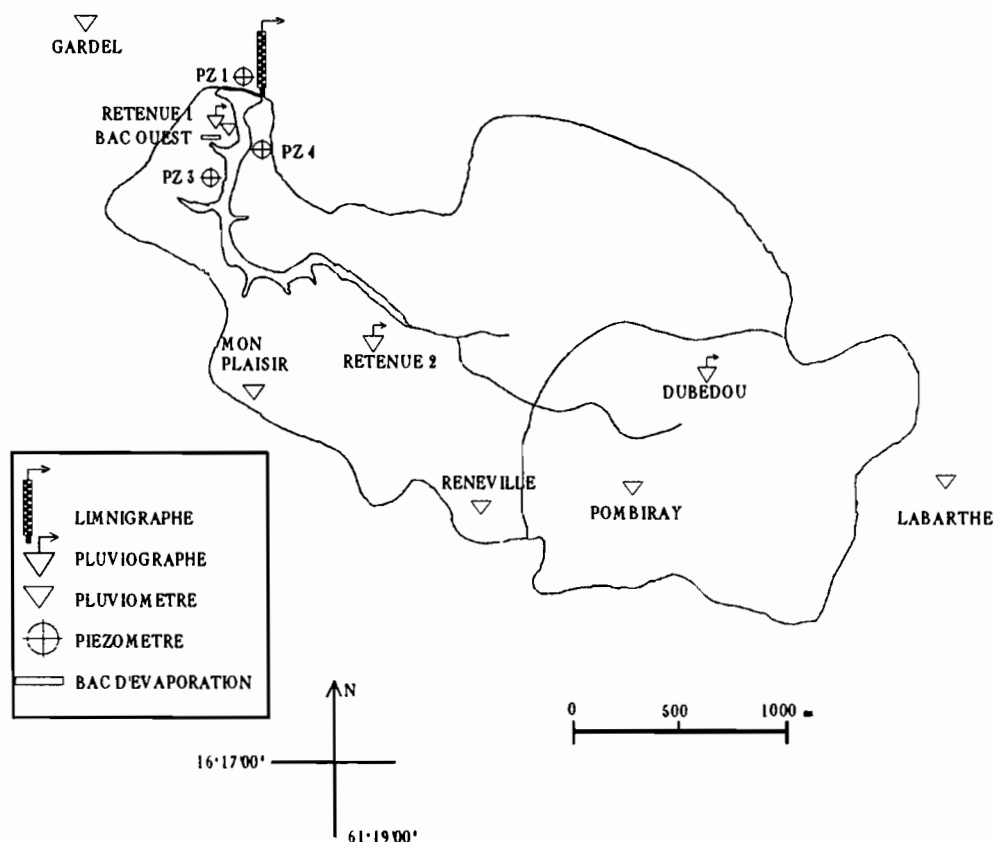 GARDEL
PZ 1
RETENUE 1
BAC OUEST
PZ 4
PZ 3
MON
PLAISIR
RETENUE 2
DUBEDOU
RENEVILLE
POMBIRAY
LABARTHE
LIMNIGRAPHE
PLUVIOGRAPHE
PLUVIOMETRE
PIEZOMETRE
BAC D'EVAPORATION
N
0 500 1000 m
16°17'00"
61°19'00"